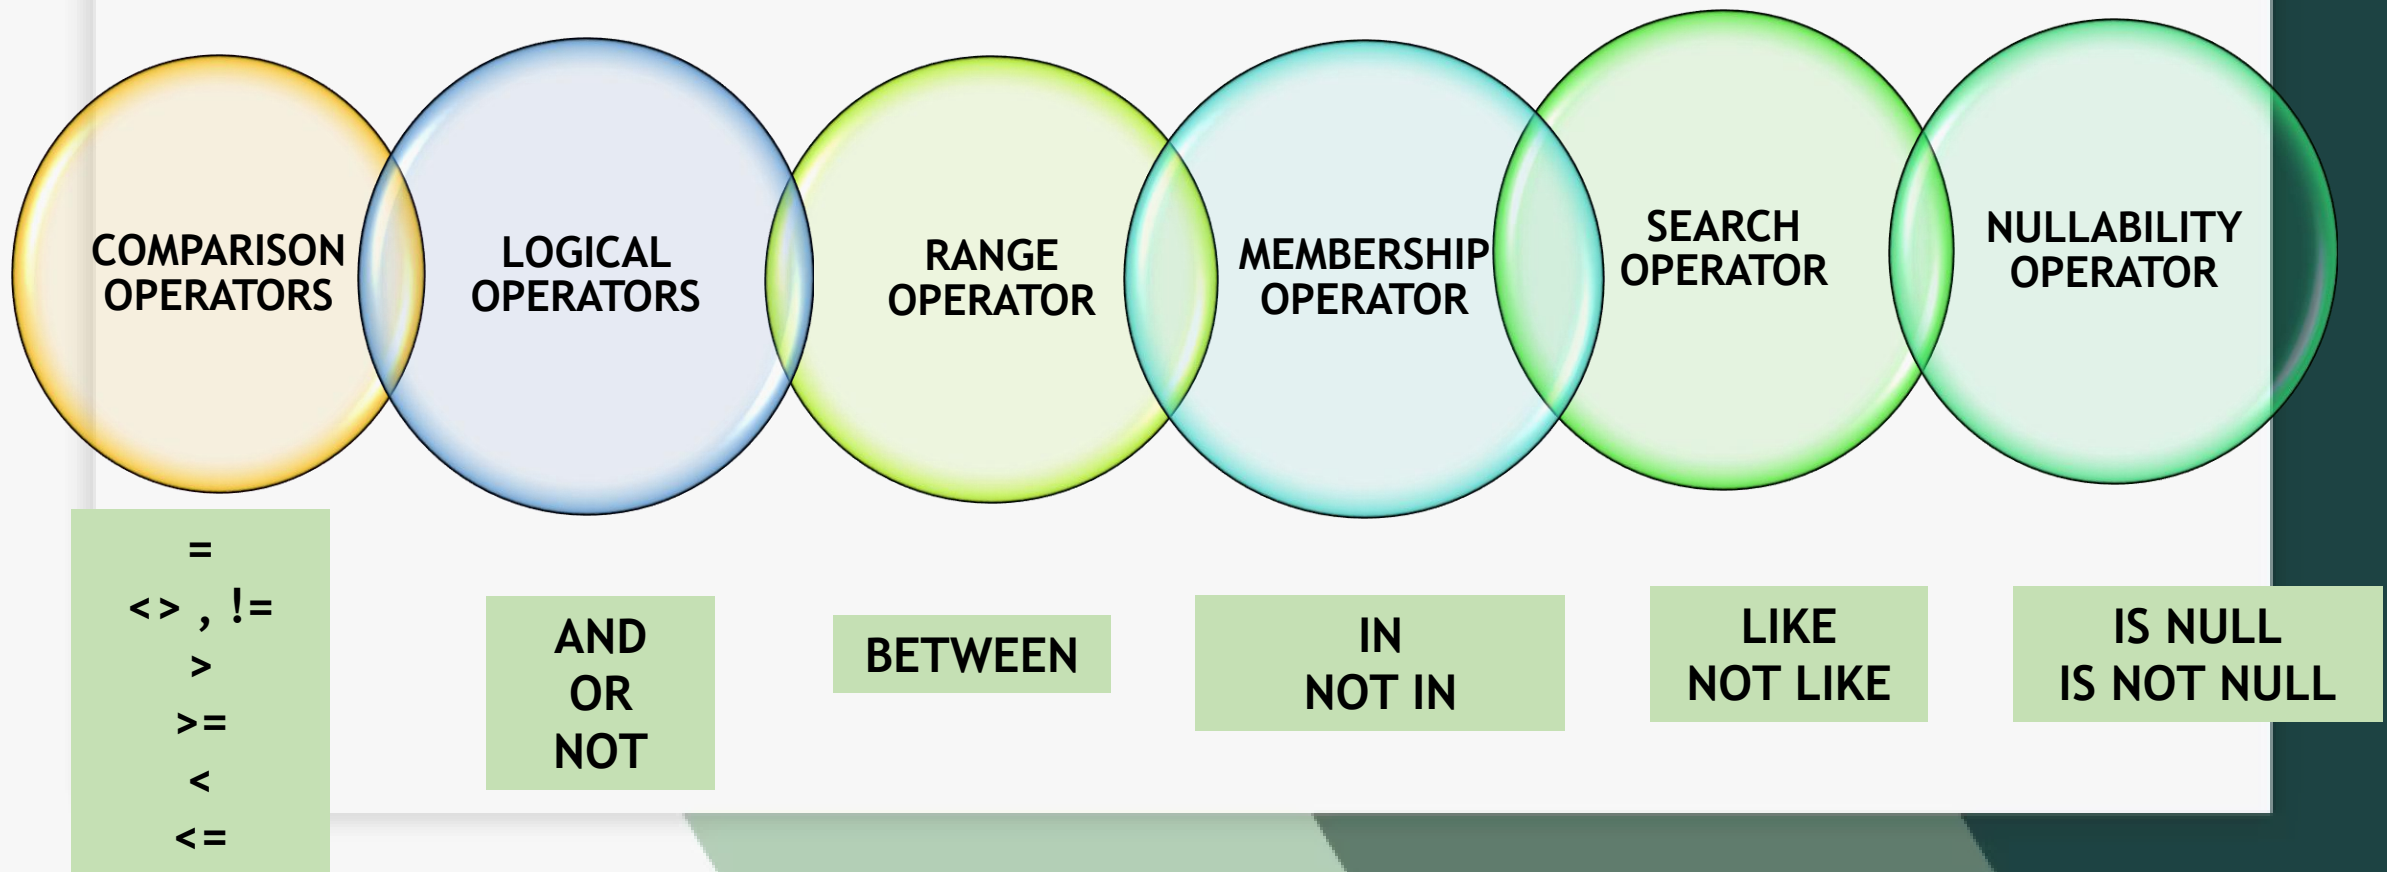 COMPARISON
OPERATORS
LOGICAL
OPERATORS
RANGE
OPERATOR
MEMBERSHIP
OPERATOR
SEARCH
OPERATOR
NULLABILITY
OPERATOR
=
<> , !=
>
>=
<
<=
AND
OR
NOT
BETWEEN
IN
NOT IN
LIKE
NOT LIKE
IS NULL
IS NOT NULL